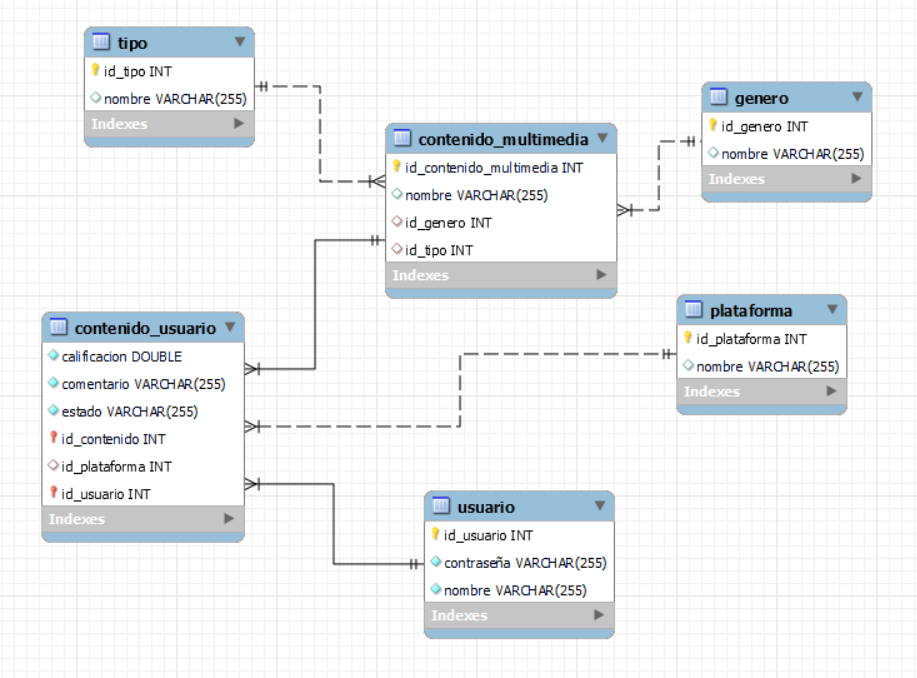 tipo
id_tipo INT
nombre VARCHAR(255)
Indexes
genero
id_genero INT
nombre VARCHAR(255)
Indexes
contenido_multimedia
id_contenido_multimedia INT
nombre VARCHAR(255)
id_genero INT
id_tipo INT
Indexes
plataforma
id_plataforma INT
nombre VARCHAR(255)
Indexes
contenido_usuario
calificacion DOUBLE
comentario VARCHAR(255)
estado VARCHAR(255)
id_contenido INT
id_plataforma INT
id_usuario INT
Indexes
usuario
id_usuario INT
contraseña VARCHAR(255)
nombre VARCHAR(255)
Indexes